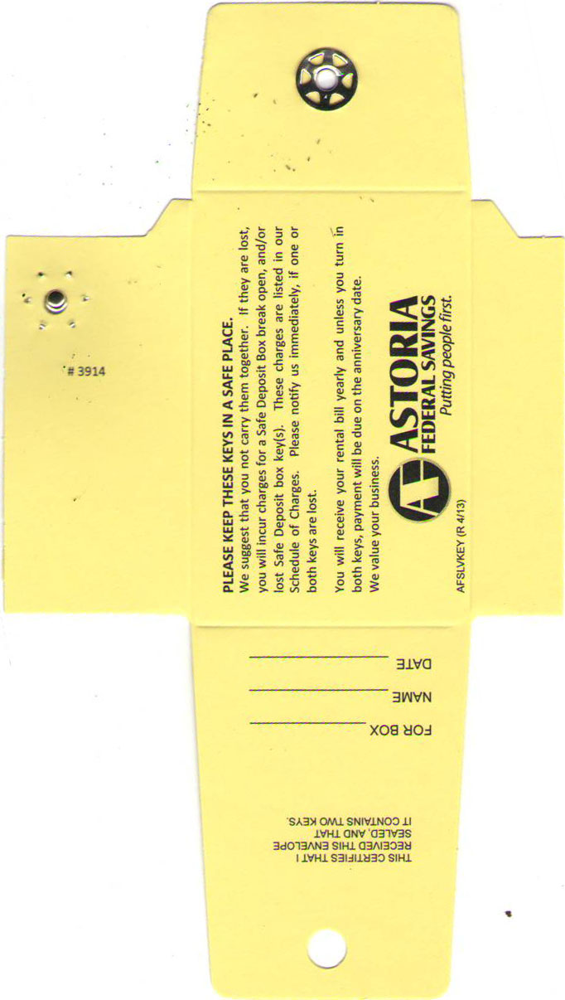 # 3914
PLEASE KEEP THESE KEYS IN A SAFE PLACE.
We suggest that you not carry them together. If they are lost,
you will incur charges for a Safe Deposit Box break open, and/or
lost Safe Deposit box key(s). These charges are listed in our
Schedule of Charges. Please notify us immediately, if one or
both keys are lost.
You will receive your rental bill yearly and unless you turn in
both keys, payment will be due on the anniversary date.
We value your business.
ASTORIA
FEDERAL SAVINGS
Putting people first.
AFSLVKEY (R 4/13)
THIS CERTIFIES THAT I
RECEIVED THIS ENVELOPE
SEALED, AND THAT
IT CONTAINS TWO KEYS.
FOR BOX
NAME
DATE